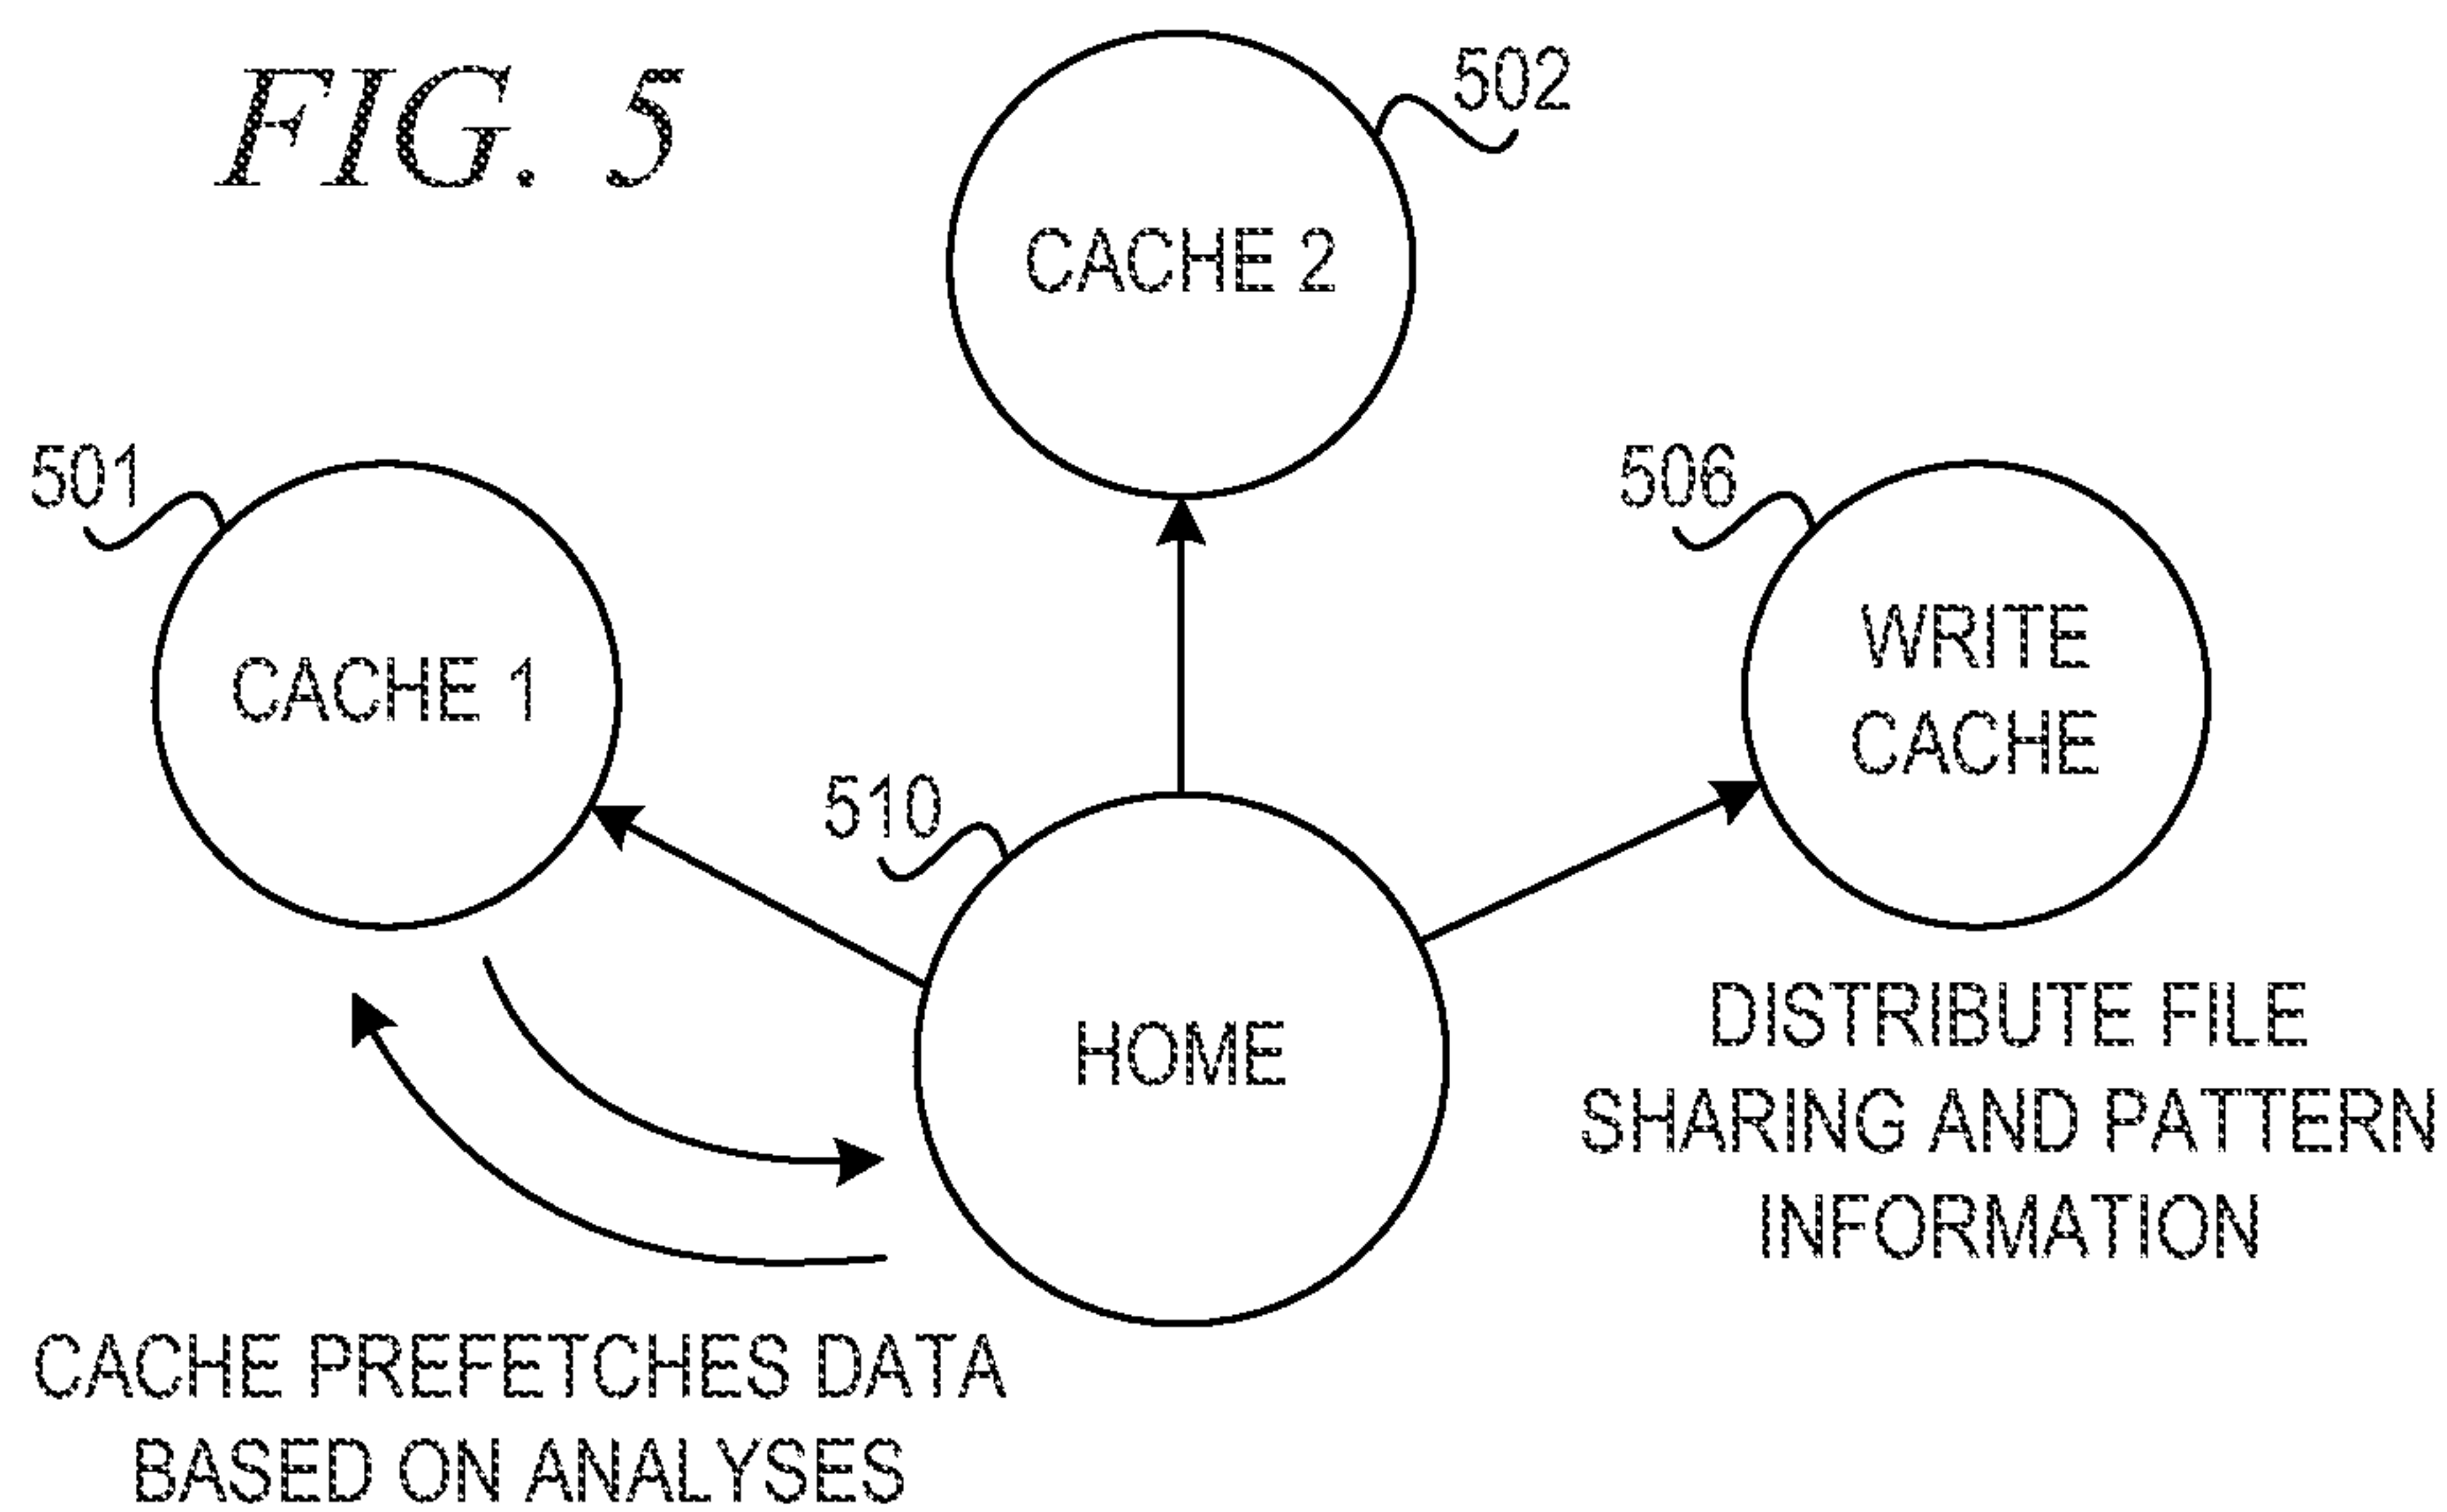 FIG. 5
502
CACHE 2
501
506
CACHE 1
WRITE
CACHE
510
HOME
DISTRIBUTE FILE
SHARING AND PATTERN
INFORMATION
CACHE PREFETCHES DATA
BASED ON ANALYSES